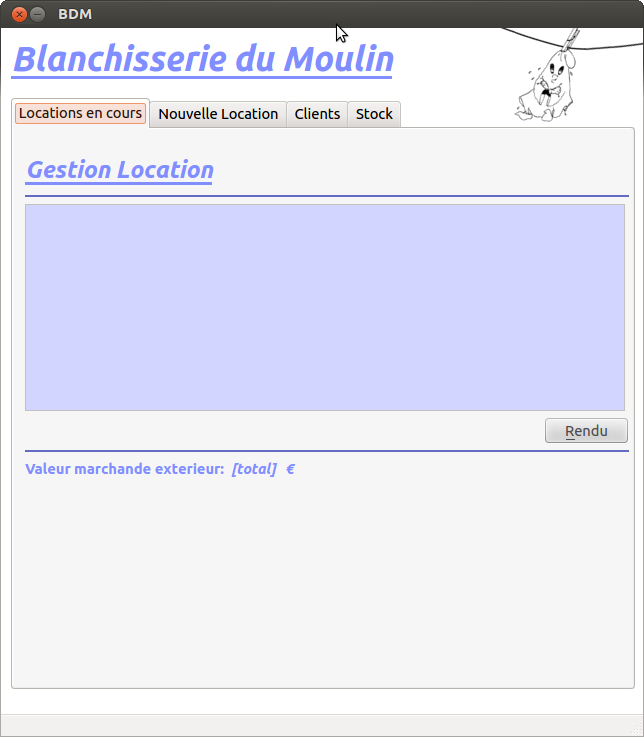 BDM
Blanchisserie du Moulin
Locations en cours Nouvelle Location Clients Stock
Gestion Location
Rendu
Valeur marchande exterieur: [total] €